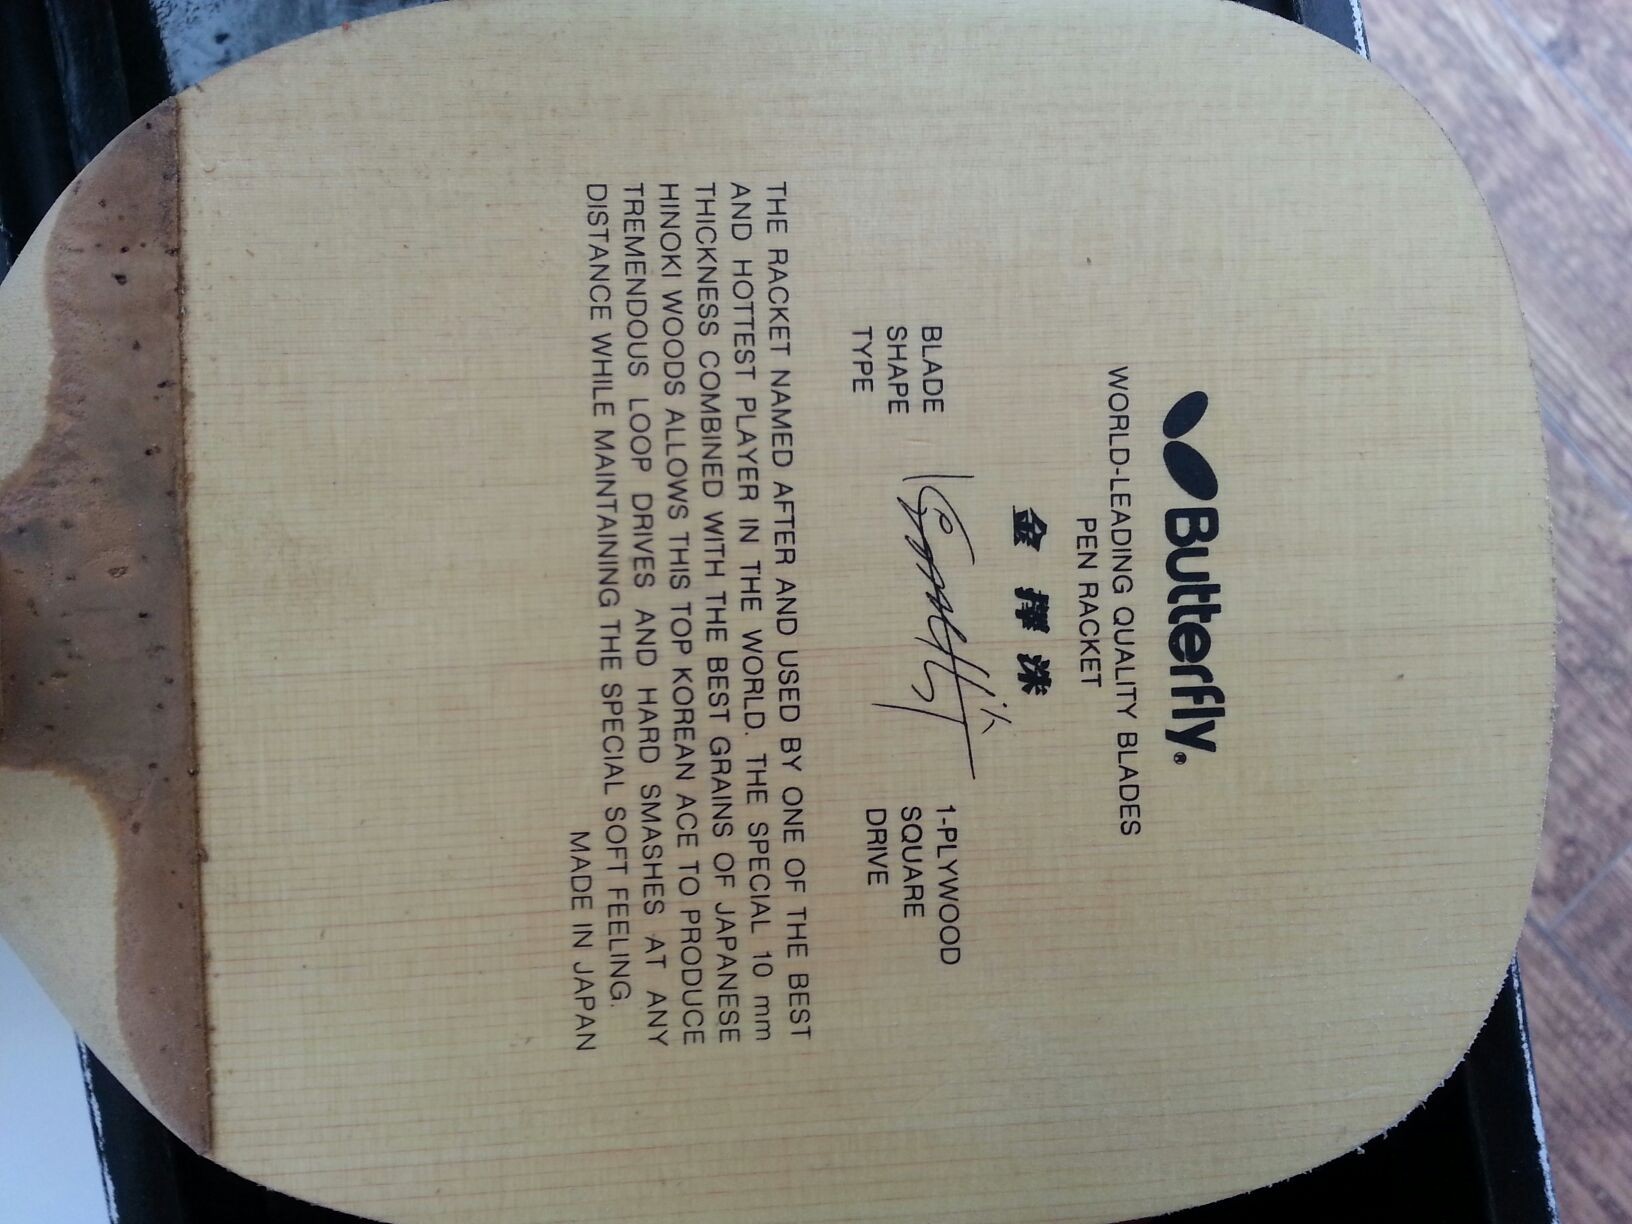 Butterfly®
WORLD-LEADING QUALITY BLADES
PEN RACKET
金擇洙
BLADE 1-PLYWOOD
SHAPE SQUARE
TYPE DRIVE
THE RACKET NAMED AFTER AND USED BY ONE OF THE BEST
AND HOTTEST PLAYER IN THE WORLD. THE SPECIAL 10 mm
THICKNESS COMBINED WITH THE BEST GRAINS OF JAPANESE
HINOKI WOODS ALLOWS THIS TOP KOREAN ACE TO PRODUCE
TREMENDOUS LOOP DRIVES AND HARD SMASHES AT ANY
DISTANCE WHILE MAINTAINING THE SPECIAL SOFT FEELING.
MADE IN JAPAN